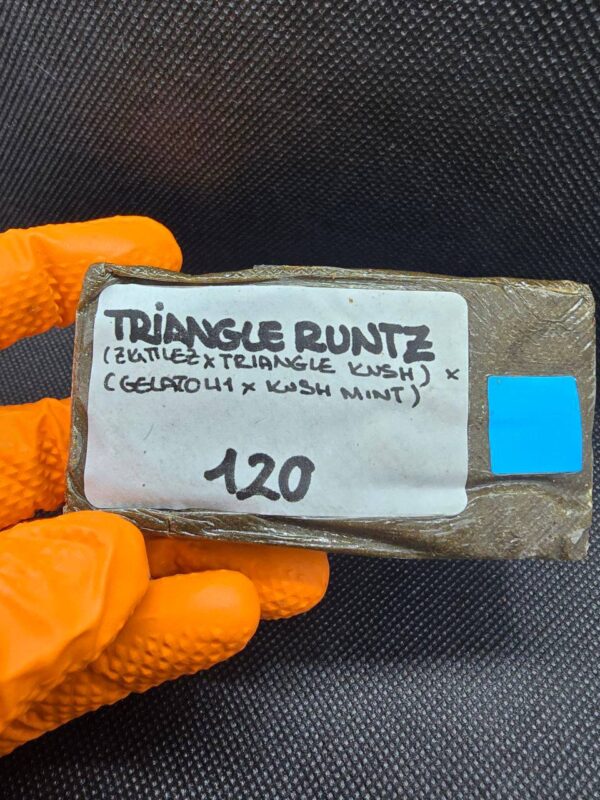 TRIANGLE RUNTZ
(ZKITTLEZ x TRIANGLE KUSH) x
(GELATO 41 x KUSH MINT)
120